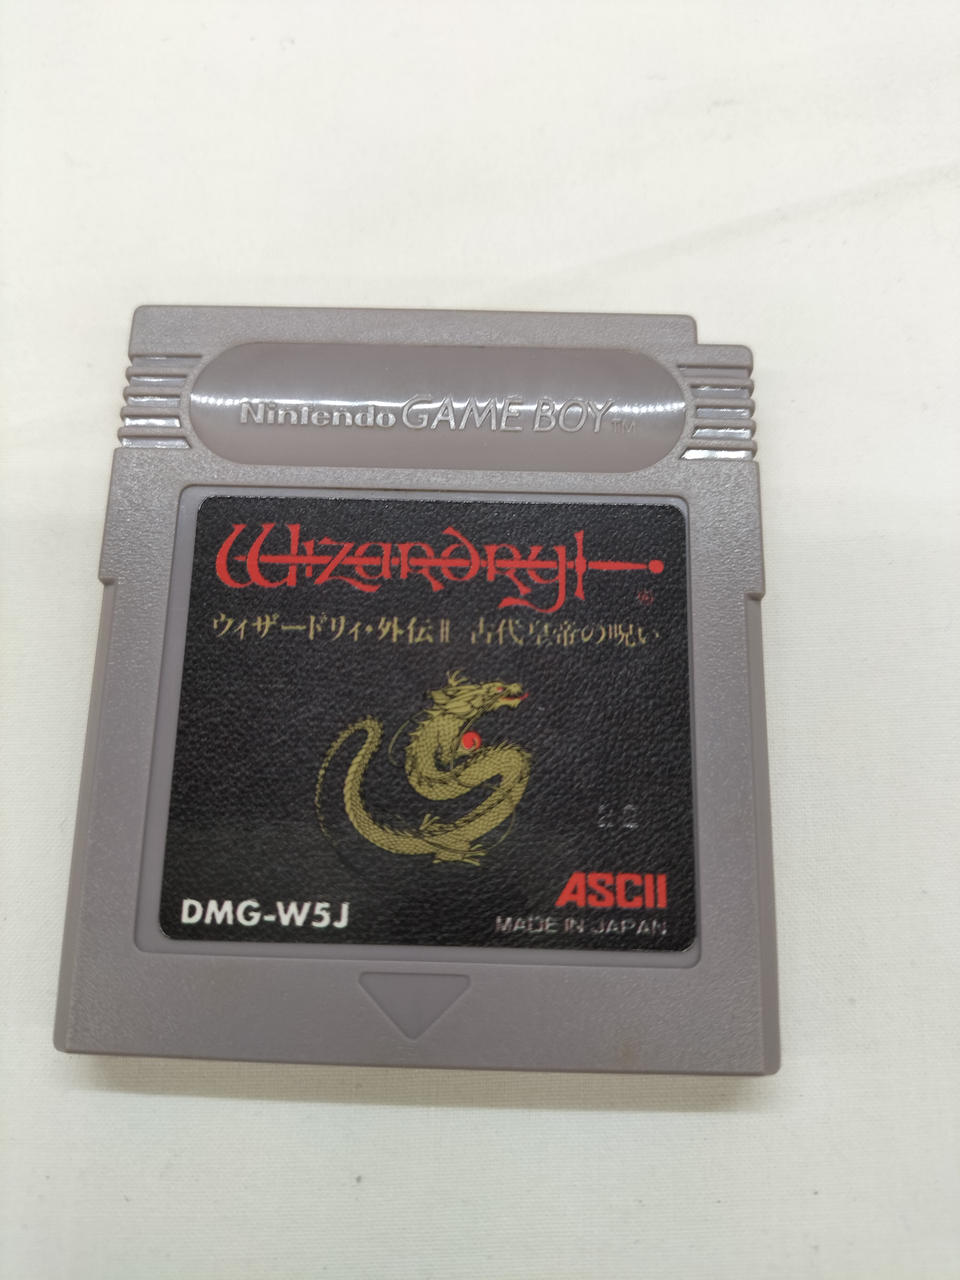 Nintendo GAME BOY™
Wizardry
ウィザードリィ・外伝Ⅱ 古代皇帝の呪い
ASCII
DMG-W5J
MADE IN JAPAN